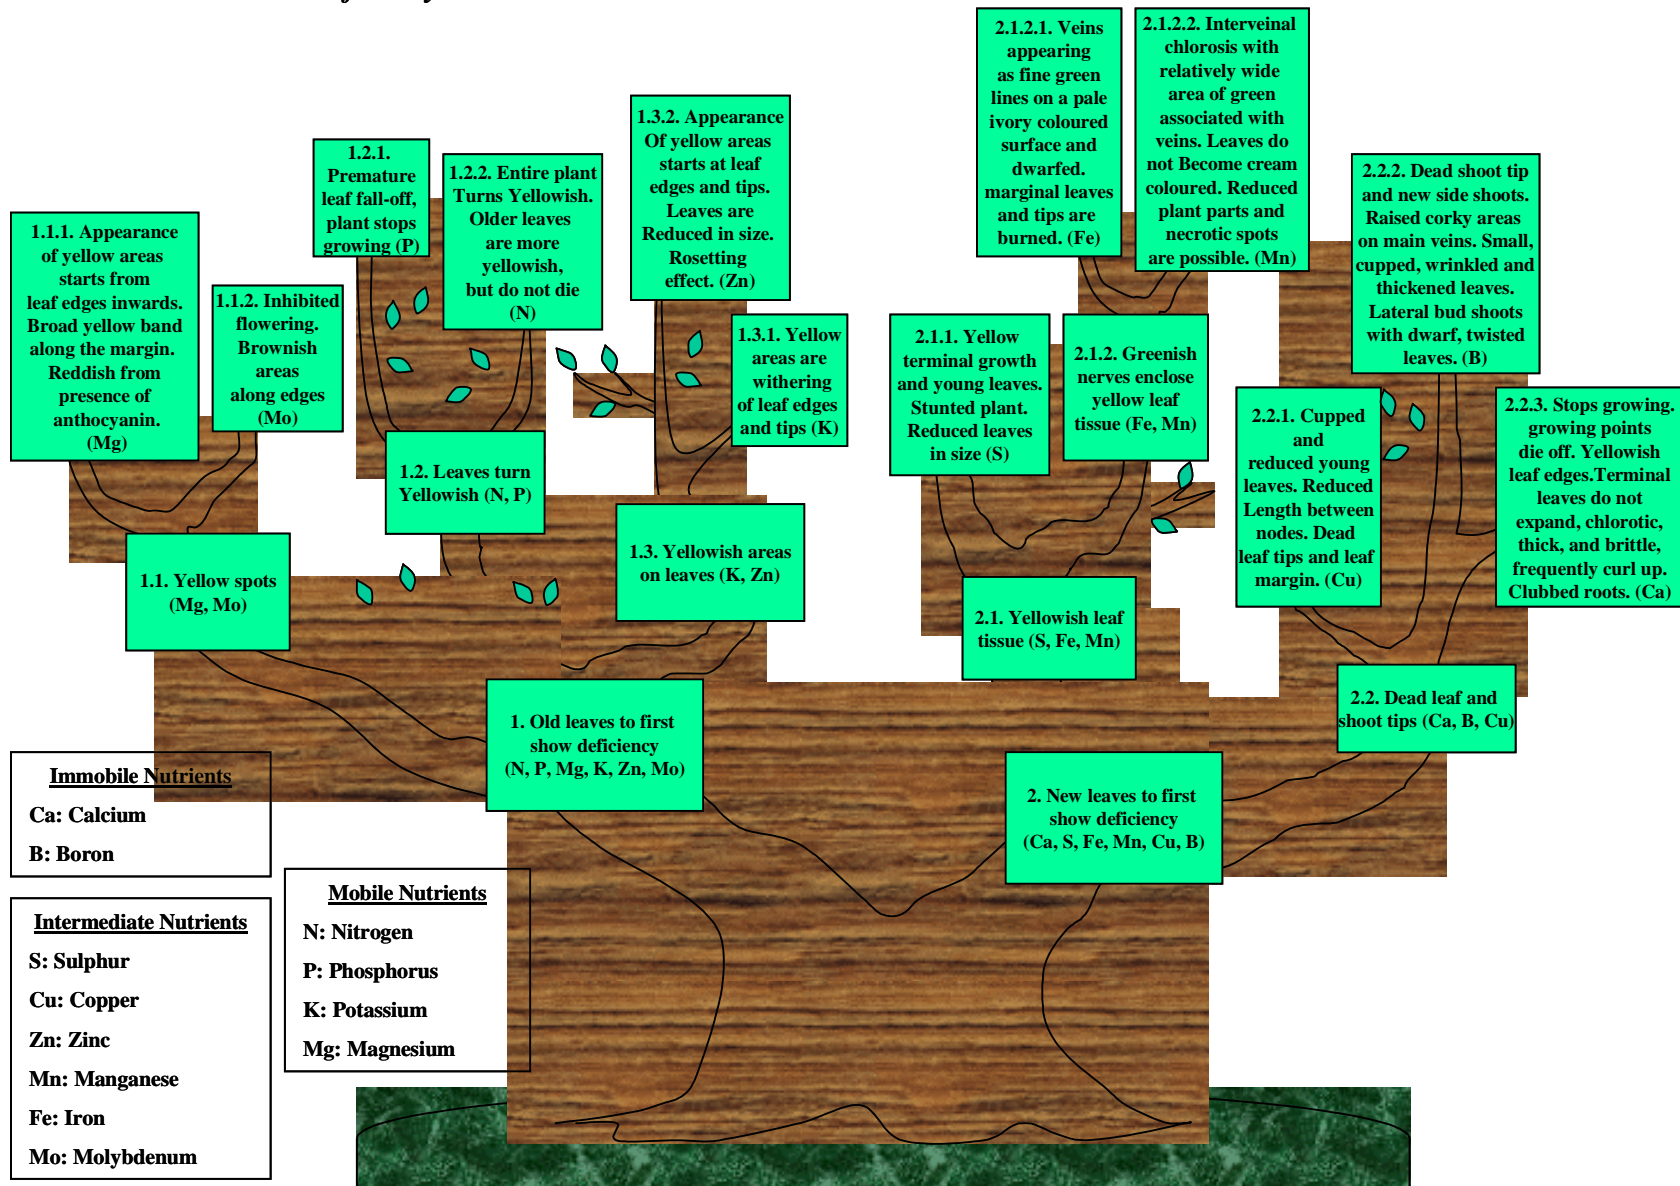 2.1.2.1. Veins
appearing
as fine green
lines on a pale
ivory coloured
surface and
dwarfed.
marginal leaves
and tips are
burned. (Fe)
2.1.2.2. Interveinal
chlorosis with
relatively wide
area of green
associated with
veins. Leaves do
not Become cream
coloured. Reduced
plant parts and
necrotic spots
are possible. (Mn)
1.3.2. Appearance
Of yellow areas
starts at leaf
edges and tips.
Leaves are
Reduced in size.
Rosetting
effect. (Zn)
1.2.1.
Premature
leaf fall-off,
plant stops
growing (P)
1.2.2. Entire plant
Turns Yellowish.
Older leaves
are more
yellowish,
but do not die
(N)
2.2.2. Dead shoot tip
and new side shoots.
Raised corky areas
on main veins. Small,
cupped, wrinkled and
thickened leaves.
Lateral bud shoots
with dwarf, twisted
leaves. (B)
1.1.1. Appearance
of yellow areas
starts from
leaf edges inwards.
Broad yellow band
along the margin.
Reddish from
presence of
anthocyanin.
(Mg)
1.1.2. Inhibited
flowering.
Brownish
areas
along edges
(Mo)
1.3.1. Yellow
areas are
withering
of leaf edges
and tips (K)
2.1.1. Yellow
terminal growth
and young leaves.
Stunted plant.
Reduced leaves
in size (S)
2.1.2. Greenish
nerves enclose
yellow leaf
tissue (Fe, Mn)
2.2.1. Cupped
and
reduced young
leaves. Reduced
Length between
nodes. Dead
leaf tips and leaf
margin. (Cu)
2.2.3. Stops growing.
growing points
die off. Yellowish
leaf edges.Terminal
leaves do not
expand, chlorotic,
thick, and brittle,
frequently curl up.
Clubbed roots. (Ca)
1.2. Leaves turn
Yellowish (N, P)
1.3. Yellowish areas
on leaves (K, Zn)
1.1. Yellow spots
(Mg, Mo)
2.1. Yellowish leaf
tissue (S, Fe, Mn)
2.2. Dead leaf and
shoot tips (Ca, B, Cu)
1. Old leaves to first
show deficiency
(N, P, Mg, K, Zn, Mo)
2. New leaves to first
show deficiency
(Ca, S, Fe, Mn, Cu, B)
Immobile Nutrients
Ca: Calcium
B: Boron
Intermediate Nutrients
S: Sulphur
Cu: Copper
Zn: Zinc
Mn: Manganese
Fe: Iron
Mo: Molybdenum
Mobile Nutrients
N: Nitrogen
P: Phosphorus
K: Potassium
Mg: Magnesium